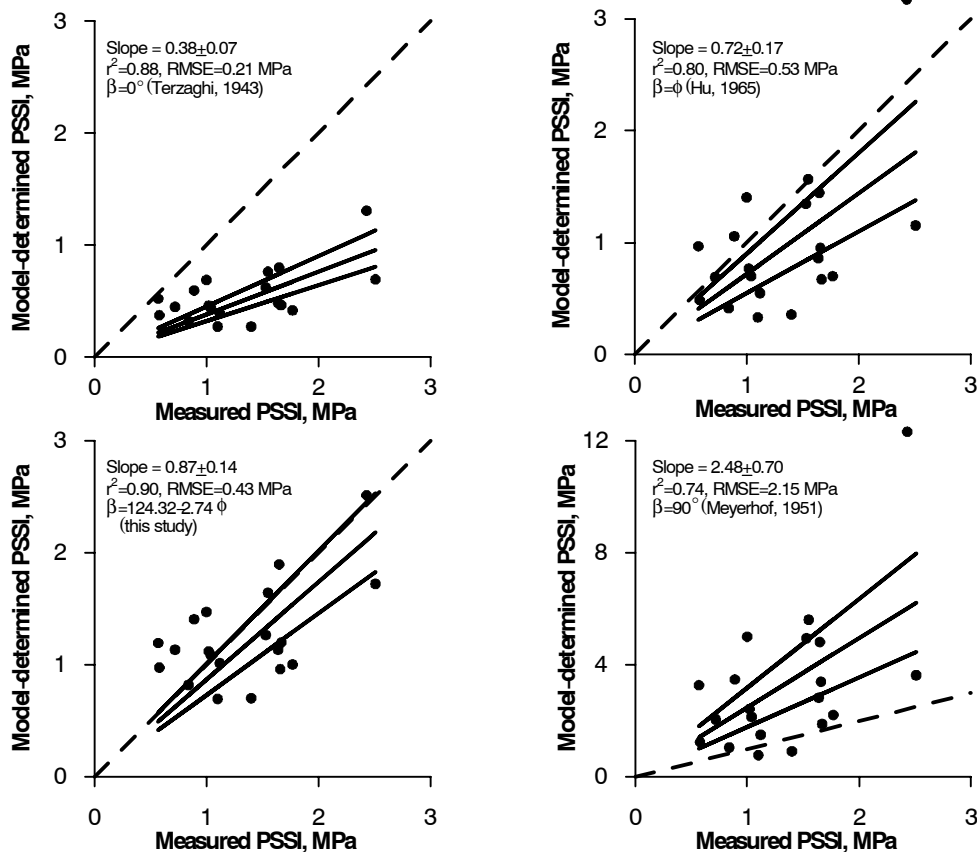 3
2
1
0
0
1
2
3
Model-determined PSSI, MPa
Measured PSSI, MPa
Slope = 0.38±0.07
r²=0.88, RMSE=0.21 MPa
β=0° (Terzaghi, 1943)
3
2
1
0
0
1
2
3
Model-determined PSSI, MPa
Measured PSSI, MPa
Slope = 0.72±0.17
r²=0.80, RMSE=0.53 MPa
β=ϕ (Hu, 1965)
3
2
1
0
0
1
2
3
Model-determined PSSI, MPa
Measured PSSI, MPa
Slope = 0.87±0.14
r²=0.90, RMSE=0.43 MPa
β=124.32-2.74 ϕ
(this study)
12
8
4
0
0
1
2
3
Model-determined PSSI, MPa
Measured PSSI, MPa
Slope = 2.48±0.70
r²=0.74, RMSE=2.15 MPa
β=90° (Meyerhof, 1951)